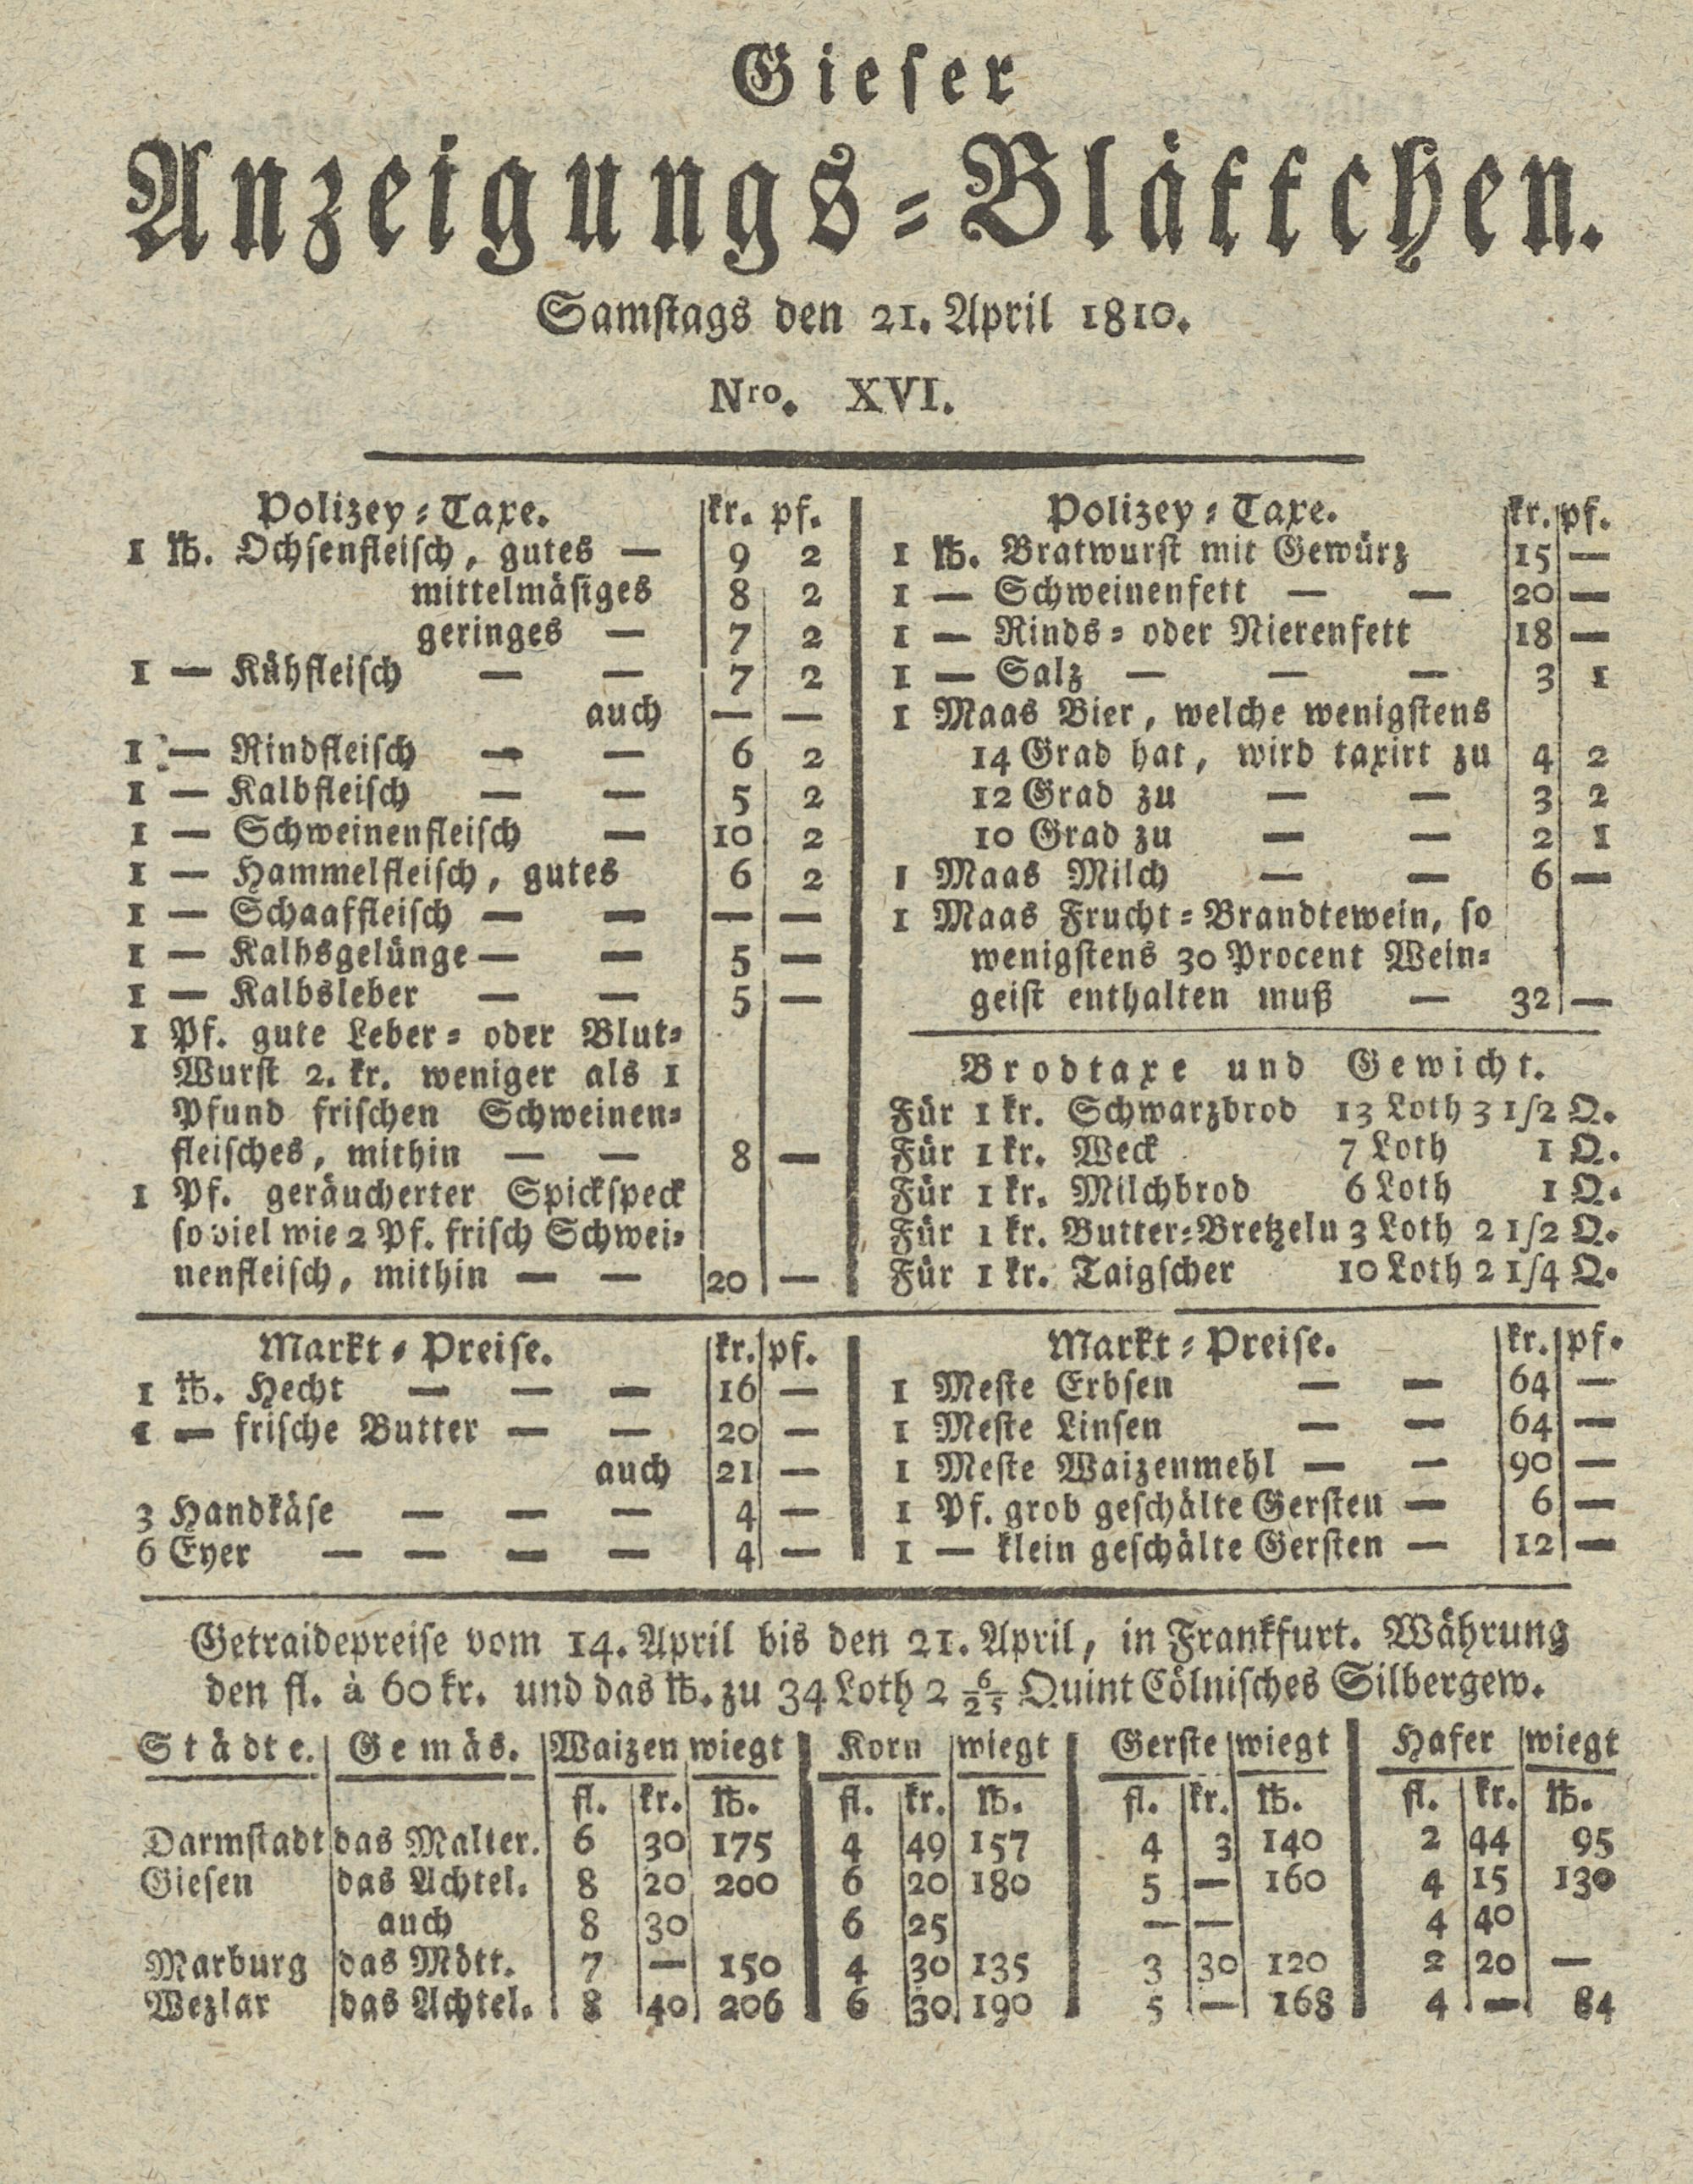 Gieser
Anzeigungs-Blättchen.
Samstags den 21. April 1810.
Nro. XVI.
Polizey-Taxe. kr. pf.
1 ℔. Ochsenfleisch, gutes — 9 2
mittelmäsiges 8 2
geringes — 7 2
1 — Kühfleisch — — 7 2
auch — —
1 — Rindfleisch — — 6 2
1 — Kalbfleisch — — 5 2
1 — Schweinenfleisch — 10 2
1 — Hammelfleisch, gutes 6 2
1 — Schaaffleisch — — — —
1 — Kalbsgelünge — — 5 —
1 — Kalbsleber — — 5 —
1 Pf. gute Leber- oder Blut-
Wurst 2. kr. weniger als 1
Pfund frischen Schweinen-
fleisches, mithin — — 8 —
1 Pf. geräucherter Spickspeck
so viel wie 2 Pf. frisch Schwei-
nenfleisch, mithin — — 20 —
Polizey-Taxe. kr. pf.
1 ℔. Bratwurst mit Gewürz 15 —
1 — Schweinenfett — — 20 —
1 — Rinds- oder Nierenfett 18 —
1 — Salz — — — 3 1
1 Maas Bier, welche wenigstens
14 Grad hat, wird taxirt zu 4 2
12 Grad zu — — 3 2
10 Grad zu — — 2 1
1 Maas Milch — — 6 —
1 Maas Frucht-Brandtewein, so
wenigstens 30 Procent Wein-
geist enthalten muß — 32 —
Brodtaxe und Gewicht.
Für 1 kr. Schwarzbrod 13 Loth 3 1/2 Q.
Für 1 kr. Weck 7 Loth 1 Q.
Für 1 kr. Milchbrod 6 Loth 1 Q.
Für 1 kr. Butter-Bretzelu 3 Loth 2 1/2 Q.
Für 1 kr. Taigscher 10 Loth 2 1/4 Q.
Markt-Preise. kr. pf.
1 ℔. Hecht — — — 16 —
1 — frische Butter — — 20 —
auch 21 —
3 Handkäse — — — 4 —
6 Eyer — — — — 4 —
Markt-Preise. kr. pf.
1 Meste Erbsen — — 64 —
1 Meste Linsen — — 64 —
1 Meste Waizenmehl — — 90 —
1 Pf. grob geschälte Gersten — 6 —
1 — klein geschälte Gersten — 12 —
Getraidepreise vom 14. April bis den 21. April, in Frankfurt. Währung
den fl. à 60 kr. und das ℔. zu 34 Loth 2 6/25 Quint Cölnisches Silbergew.
Städte. Gemäs. Waizen wiegt Korn wiegt Gerste wiegt Hafer wiegt
fl. kr. ℔. fl. kr. ℔. fl. kr. ℔. fl. kr. ℔.
Darmstadt das Malter. 6 30 175 4 49 157 4 3 140 2 44 95
Giesen das Achtel. 8 20 200 6 20 180 5 — 160 4 15 130
auch 8 30 6 25 — — 4 40
Marburg das Mött. 7 — 150 4 30 135 3 30 120 2 20 —
Wezlar das Achtel. 8 40 206 6 30 190 5 — 168 4 — 84